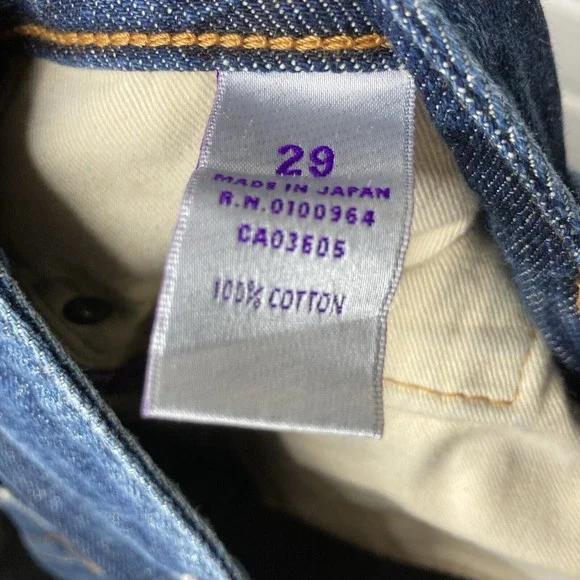 29
MADE IN JAPAN
R.N.0100964
CA03605
100% COTTON